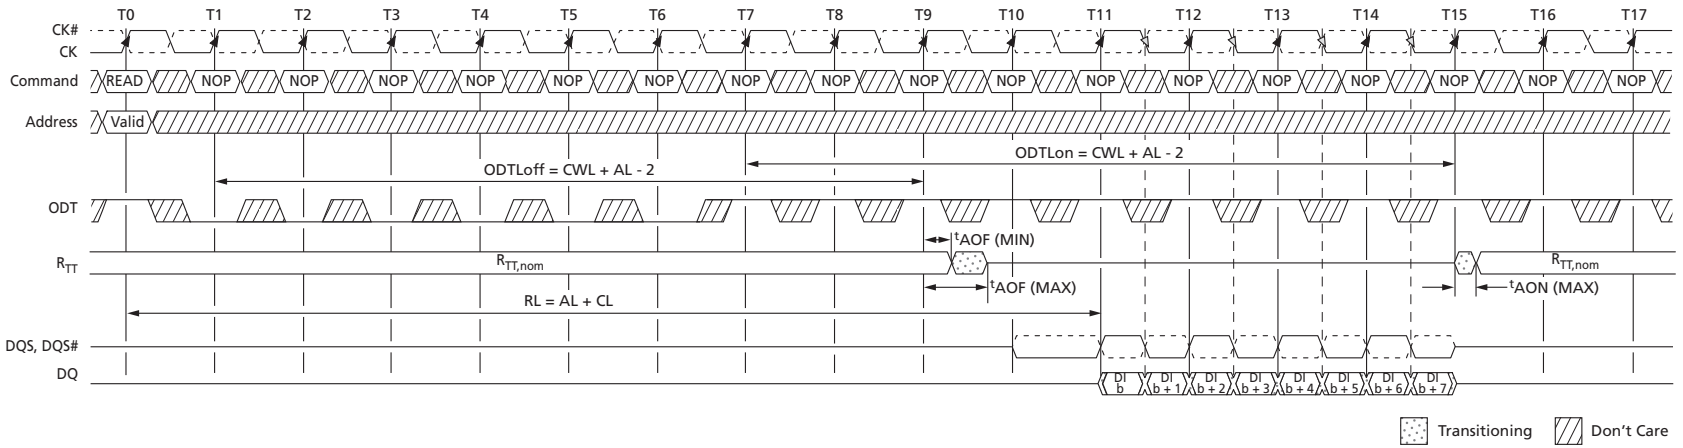 T0 T1 T2 T3 T4 T5 T6 T7 T8 T9 T10 T11 T12 T13 T14 T15 T16 T17
CK#
CK
Command READ NOP NOP NOP NOP NOP NOP NOP NOP NOP NOP NOP NOP NOP NOP NOP NOP NOP
Address Valid
ODTLon = CWL + AL - 2
ODTLoff = CWL + AL - 2
ODT
tAOF (MIN)
RTT RTT,nom RTT,nom
tAOF (MAX) tAON (MAX)
RL = AL + CL
DQS, DQS#
DQ
DI b DI b + 1 DI b + 2 DI b + 3 DI b + 4 DI b + 5 DI b + 6 DI b + 7
Transitioning Don't Care